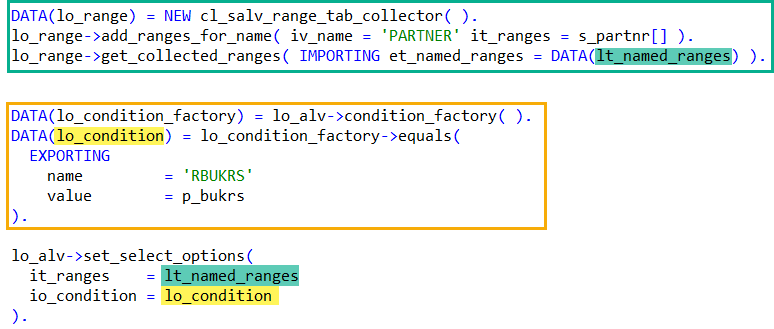 DATA(lo_range) = NEW cl_salv_range_tab_collector( ).
lo_range->add_ranges_for_name( iv_name = 'PARTNER' it_ranges = s_partnr[] ).
lo_range->get_collected_ranges( IMPORTING et_named_ranges = DATA(lt_named_ranges) ).
DATA(lo_condition_factory) = lo_alv->condition_factory( ).
DATA(lo_condition) = lo_condition_factory->equals(
EXPORTING
name = 'RBUKRS'
value = p_bukrs
).
lo_alv->set_select_options(
it_ranges = lt_named_ranges
io_condition = lo_condition
).